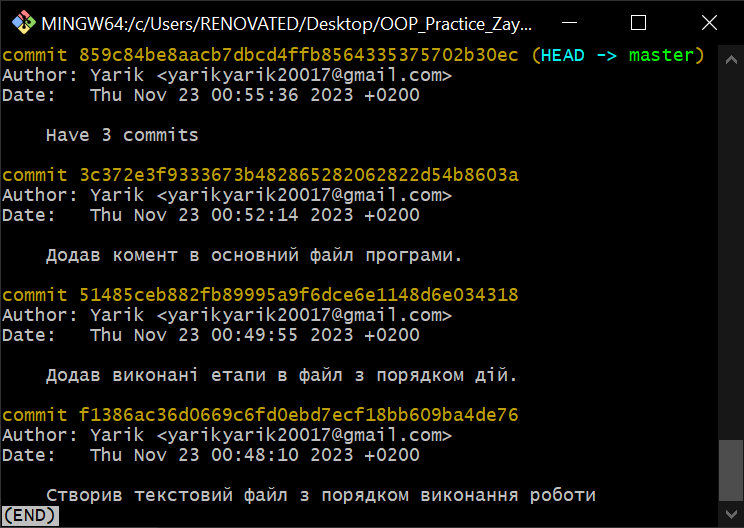 MINGW64:/c/Users/RENOVATED/Desktop/OOP_Practice_Zay...
commit 859c84be8aacb7dbcd4ffb8564335375702b30ec (HEAD -> master)
Author: Yarik <yarikyarik20017@gmail.com>
Date:   Thu Nov 23 00:55:36 2023 +0200
Have 3 commits
commit 3c372e3f9333673b482865282062822d54b8603a
Author: Yarik <yarikyarik20017@gmail.com>
Date:   Thu Nov 23 00:52:14 2023 +0200
Додав комент в основний файл програми.
commit 51485ceb882fb89995a9f6dce6e1148d6e034318
Author: Yarik <yarikyarik20017@gmail.com>
Date:   Thu Nov 23 00:49:55 2023 +0200
Додав виконані етапи в файл з порядком дій.
commit f1386ac36d0669c6fd0ebd7ecf18bb609ba4de76
Author: Yarik <yarikyarik20017@gmail.com>
Date:   Thu Nov 23 00:48:10 2023 +0200
Створив текстовий файл з порядком виконання роботи
(END)